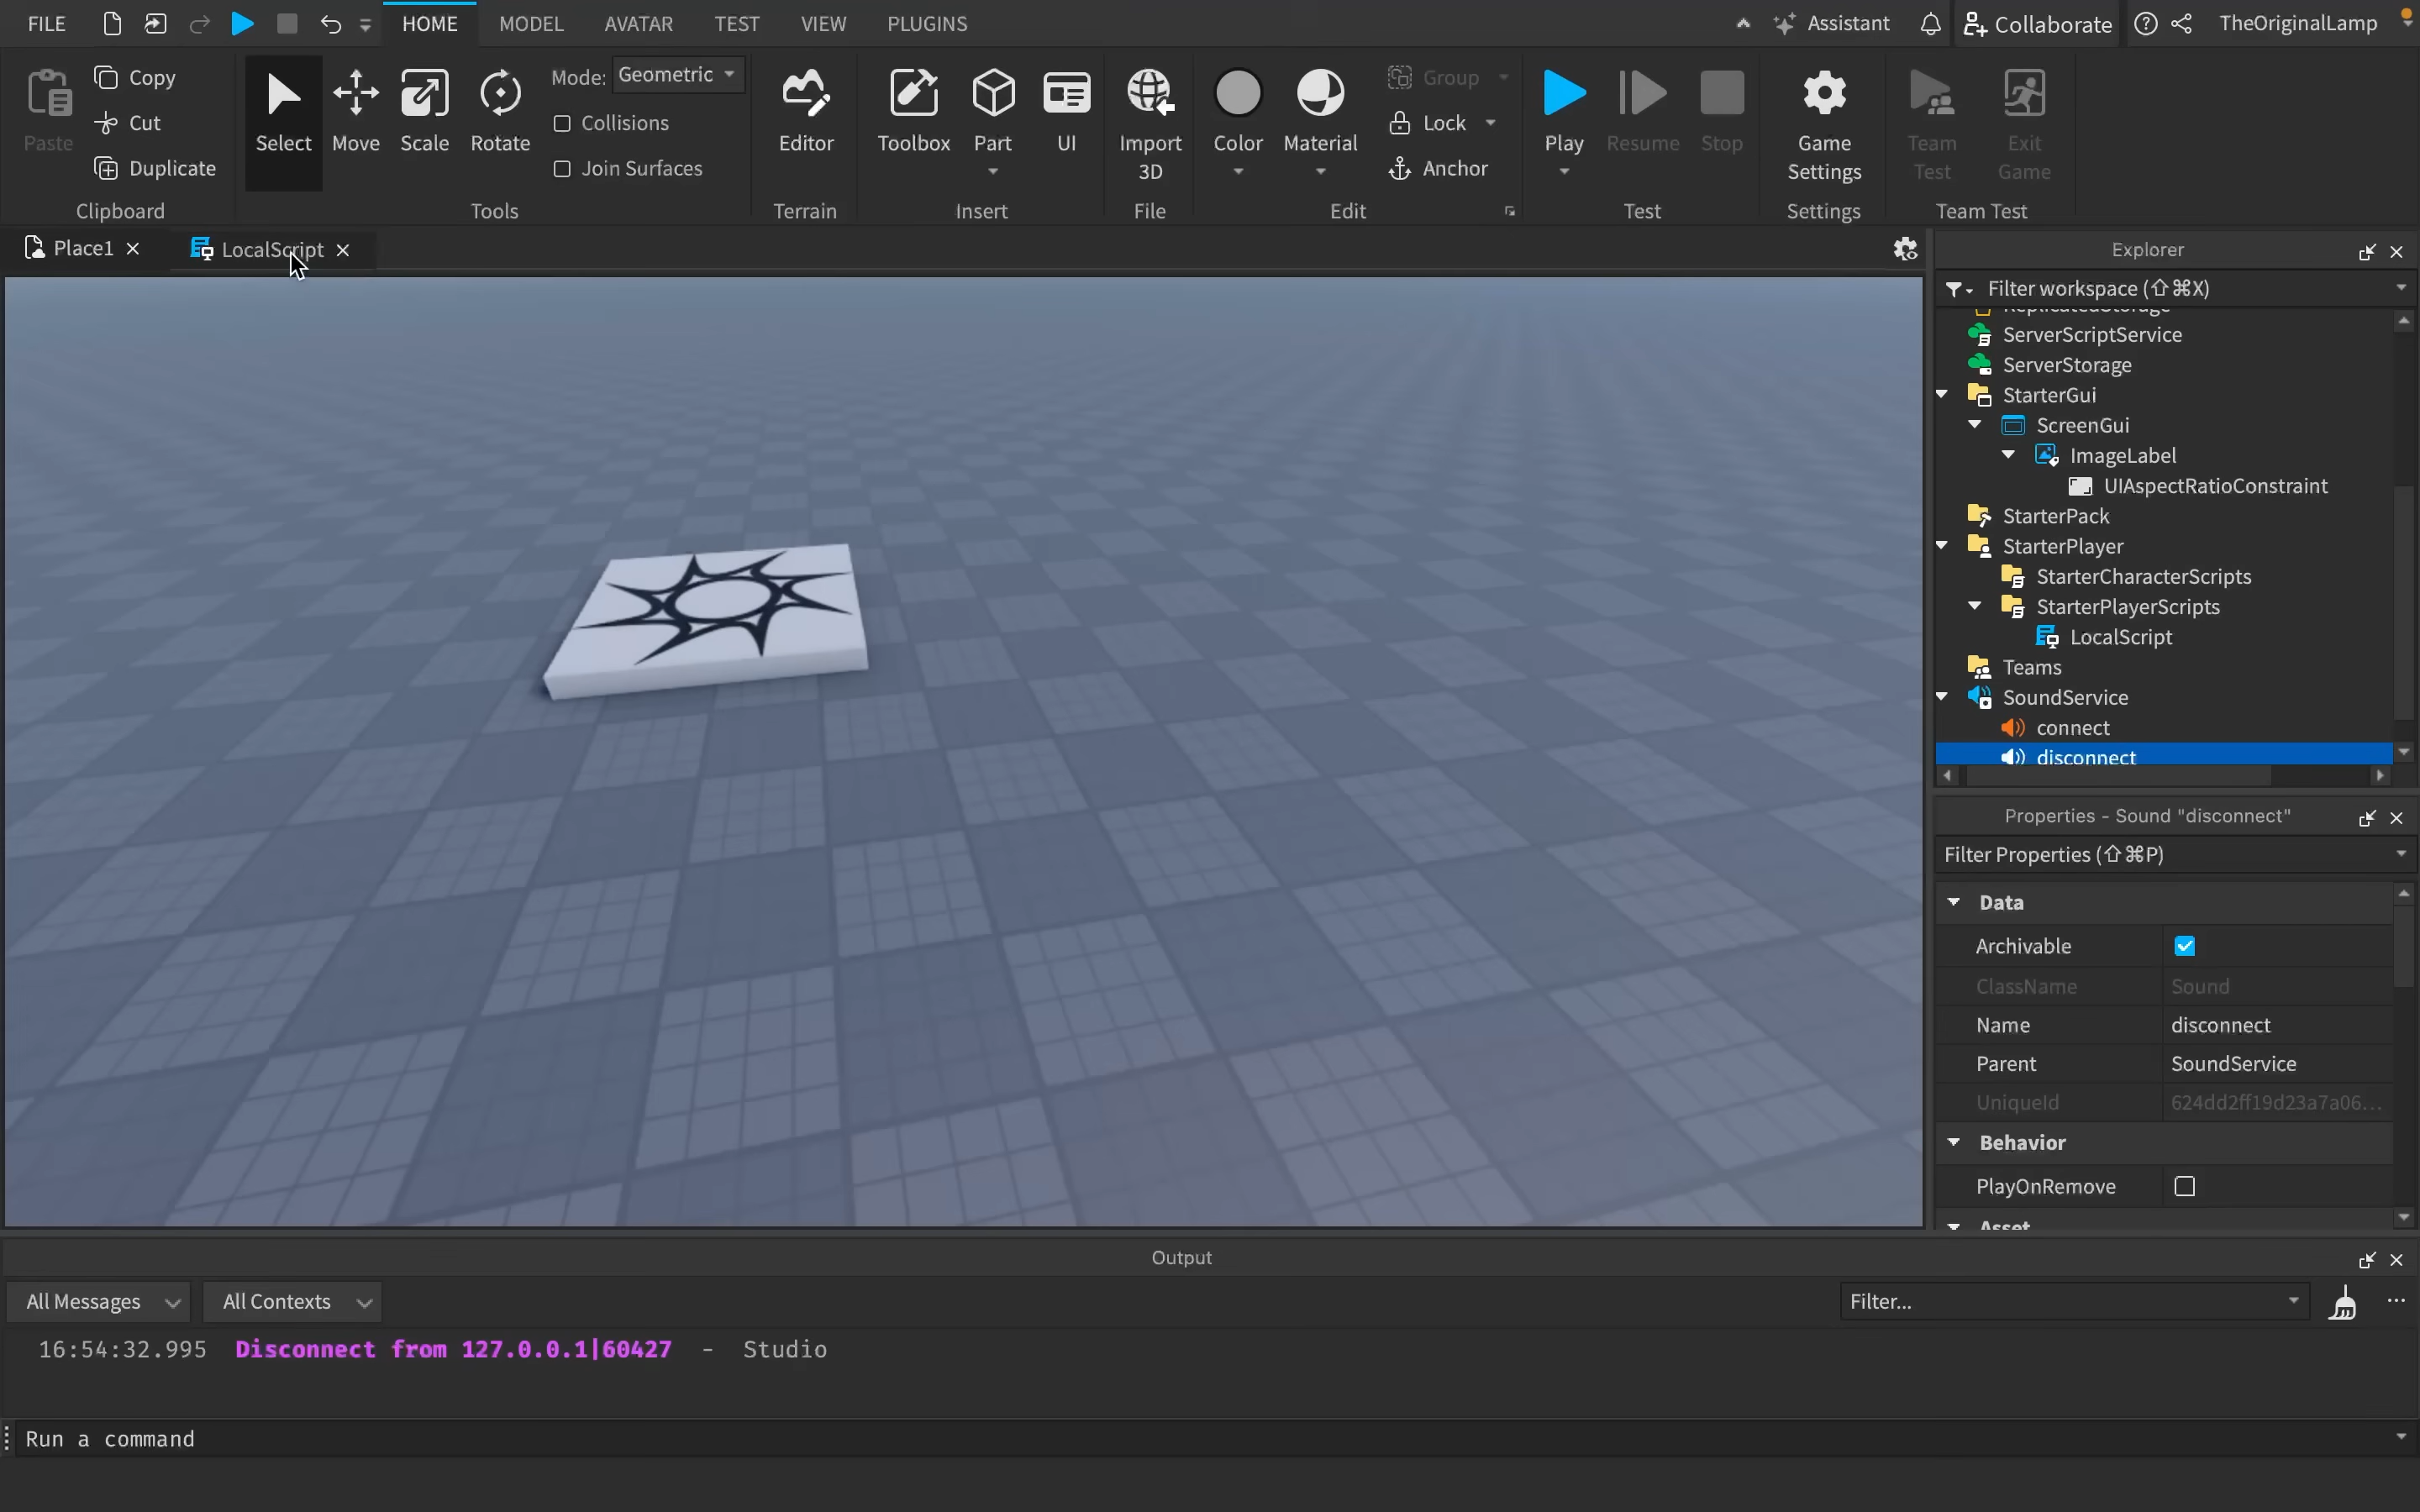 FILE HOME MODEL AVATAR TEST VIEW PLUGINS Assistant Collaborate TheOriginalLamp
Paste Copy Cut Duplicate
Clipboard
Select Move Scale Rotate Mode: Geometric
Collisions
Join Surfaces
Tools
Editor
Terrain
Toolbox Part UI
Insert
Import 3D
File
Color Material Group
Lock
Anchor
Edit
Play Resume Stop
Test
Game Settings
Settings
Team Test Exit Game
Team Test
Place1 LocalScript
Explorer
Filter workspace (⇧⌘X)
ReplicatedStorage
ServerScriptService
ServerStorage
StarterGui
ScreenGui
ImageLabel
UIAspectRatioConstraint
StarterPack
StarterPlayer
StarterCharacterScripts
StarterPlayerScripts
LocalScript
Teams
SoundService
connect
disconnect
Properties - Sound "disconnect"
Filter Properties (⇧⌘P)
Data
Archivable
ClassName Sound
Name disconnect
Parent SoundService
UniqueId 624dd2ff19d23a7a06...
Behavior
PlayOnRemove
Asset
Output
All Messages All Contexts Filter...
16:54:32.995 Disconnect from 127.0.0.1|60427 - Studio
Run a command